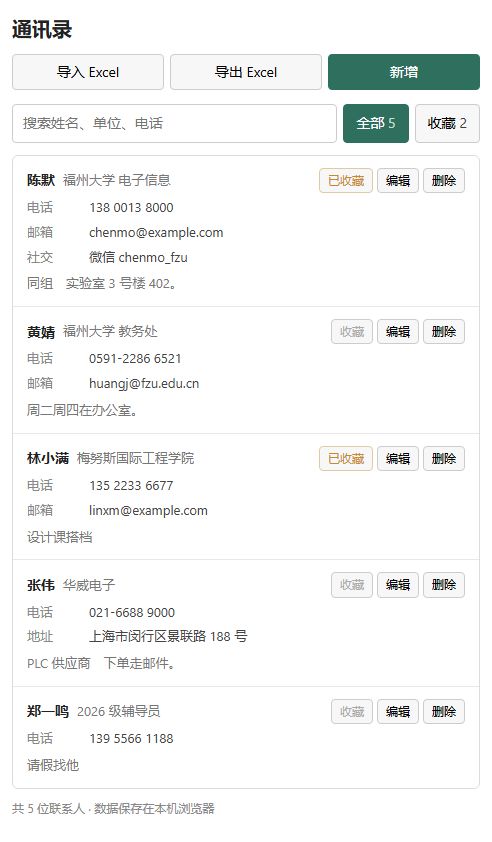 通讯录
导入 Excel 导出 Excel 新增
搜索姓名、单位、电话 全部 5 收藏 2
陈默 福州大学 电子信息 已收藏 编辑 删除
电话 138 0013 8000
邮箱 chenmo@example.com
社交 微信 chenmo_fzu
同组 实验室 3 号楼 402。
黄婧 福州大学 教务处 收藏 编辑 删除
电话 0591-2286 6521
邮箱 huangj@fzu.edu.cn
周二周四在办公室。
林小满 梅努斯国际工程学院 已收藏 编辑 删除
电话 135 2233 6677
邮箱 linxm@example.com
设计课搭档
张伟 华威电子 收藏 编辑 删除
电话 021-6688 9000
地址 上海市闵行区景联路 188 号
PLC 供应商 下单走邮件。
郑一鸣 2026 级辅导员 收藏 编辑 删除
电话 139 5566 1188
请假找他
共 5 位联系人 · 数据保存在本机浏览器